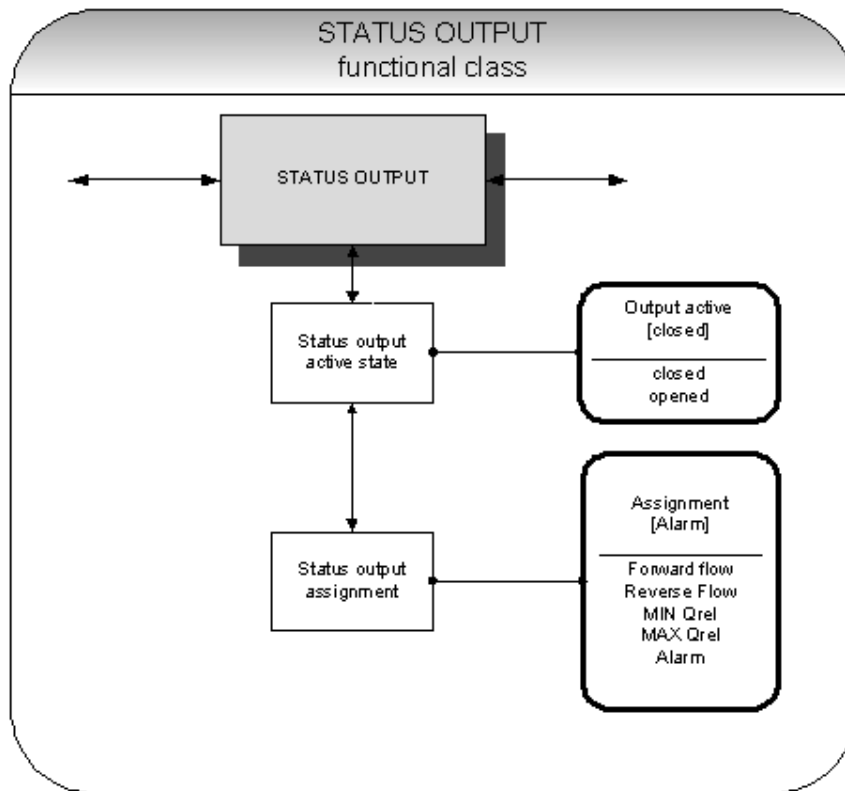 STATUS OUTPUT
functional class
STATUS OUTPUT
Status output
active state
Output active
[closed]
closed
opened
Status output
assignment
Assignment
[Alarm]
Forward flow
Reverse Flow
MIN Qrel
MAX Qrel
Alarm